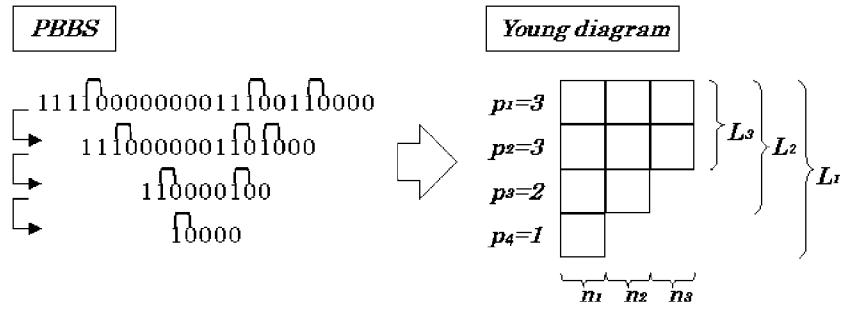 PBBS
Young diagram
111100000000011100110000
11100000001101000
110000100
10000
p1=3
p2=3
p3=2
p4=1
L3
L2
L1
n1 n2 n3